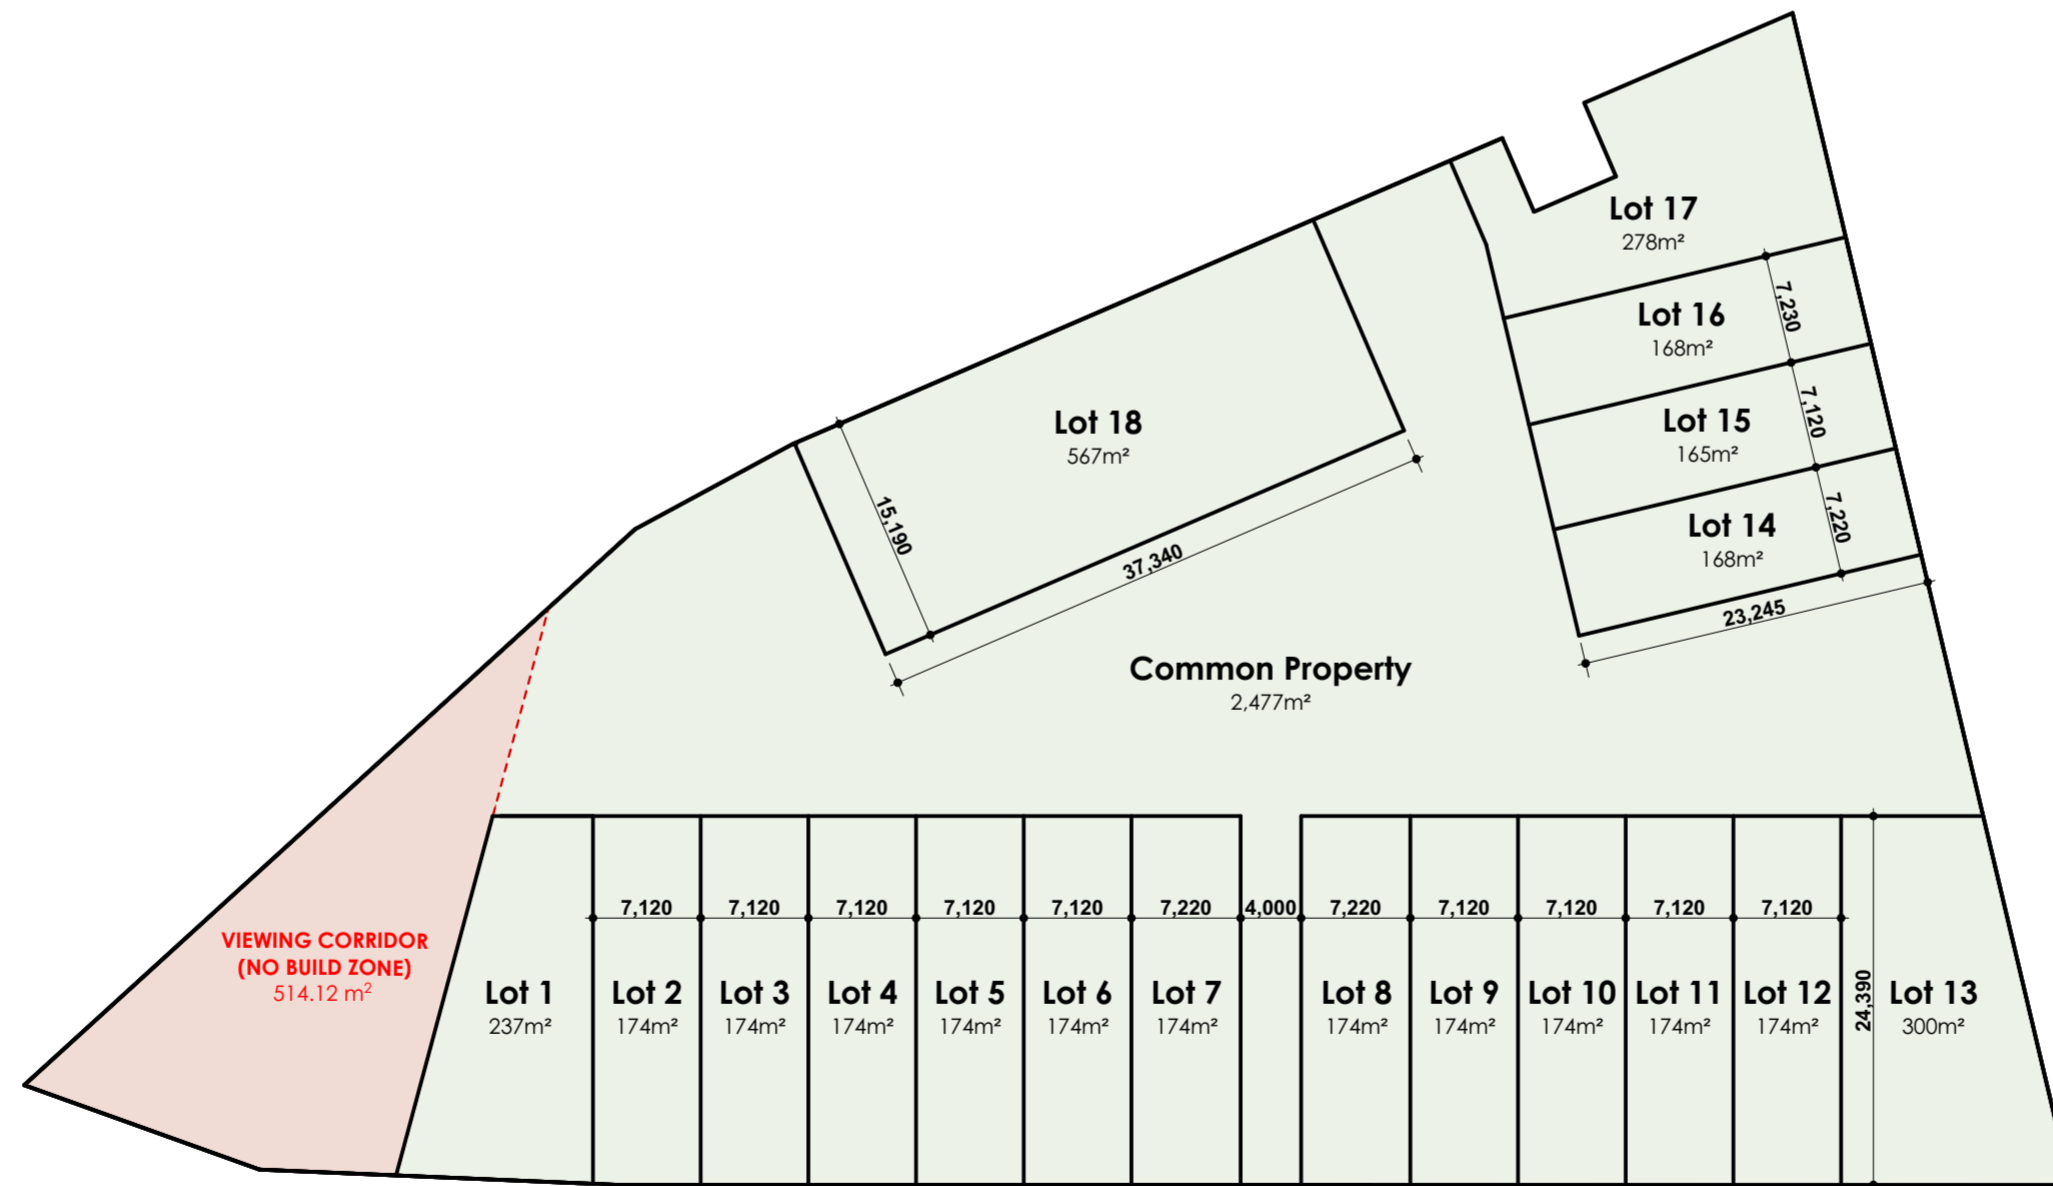 Lot 17
278m²
7,230
Lot 16
168m²
7,120
Lot 15
165m²
7,220
Lot 14
168m²
23,245
Lot 18
567m²
15,190
37,340
Common Property
2,477m²
VIEWING CORRIDOR
(NO BUILD ZONE)
514.12 m²
7,120 7,120 7,120 7,120 7,120 7,220 4,000 7,220 7,120 7,120 7,120 7,120
24,390
Lot 1 Lot 2 Lot 3 Lot 4 Lot 5 Lot 6 Lot 7 Lot 8 Lot 9 Lot 10 Lot 11 Lot 12 Lot 13
237m² 174m² 174m² 174m² 174m² 174m² 174m² 174m² 174m² 174m² 174m² 174m² 300m²